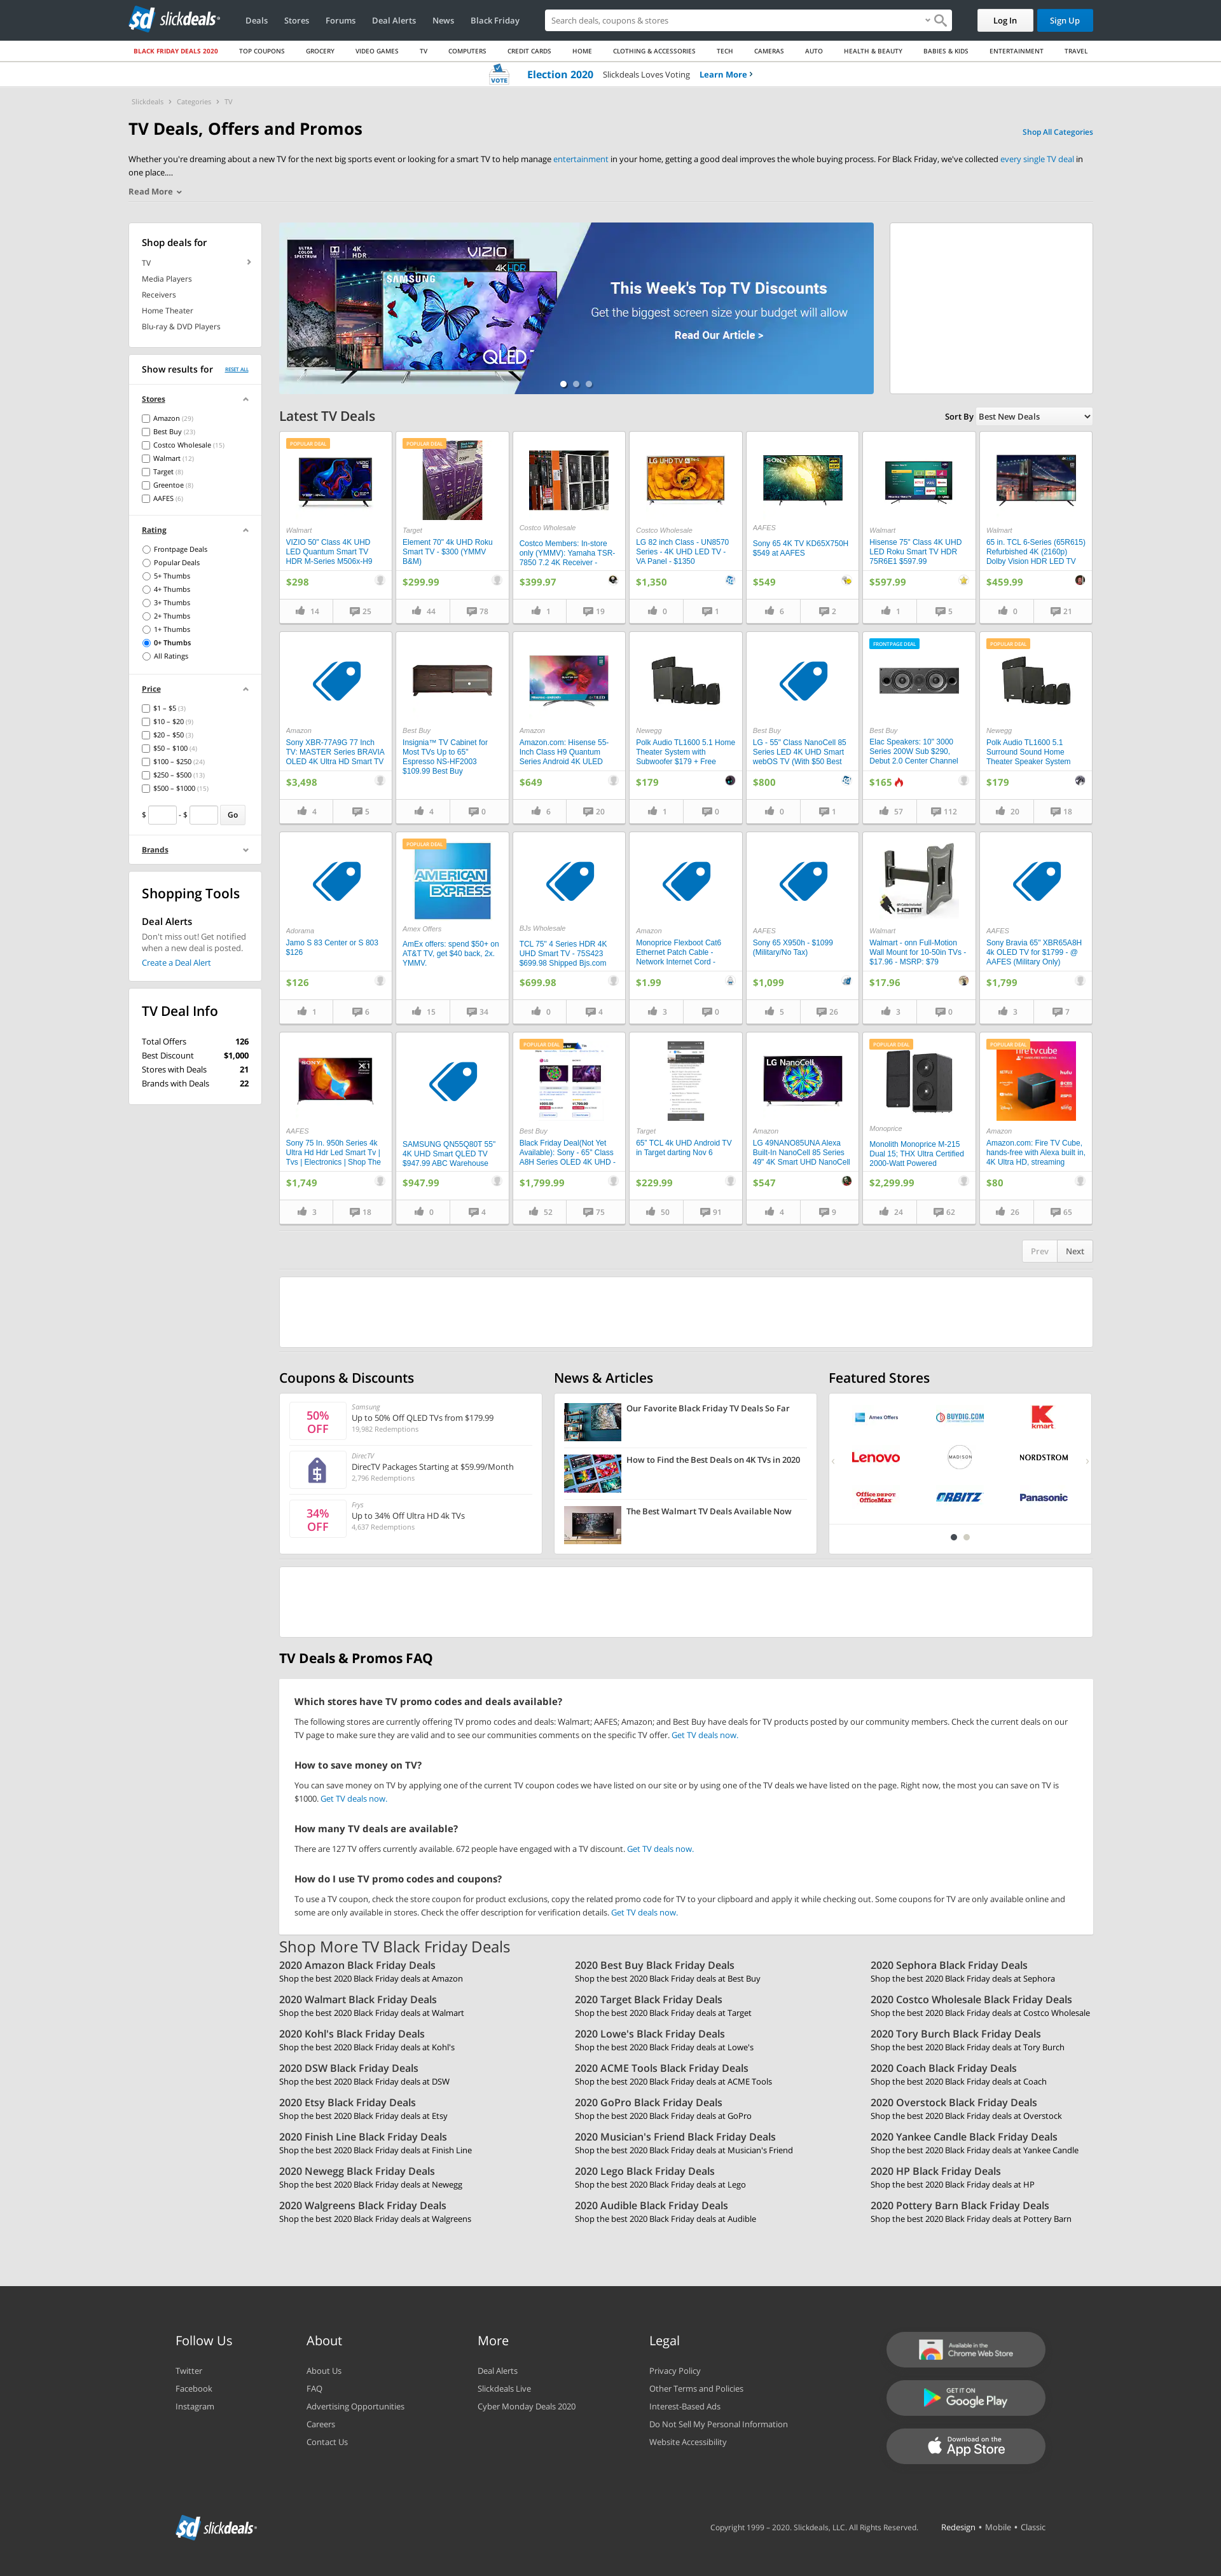 slickdeals
Deals
Stores
Forums
Deal Alerts
News
Black Friday
Search deals, coupons & stores
Log In
Sign Up
BLACK FRIDAY DEALS 2020
TOP COUPONS
GROCERY
VIDEO GAMES
TV
COMPUTERS
CREDIT CARDS
HOME
CLOTHING & ACCESSORIES
TECH
CAMERAS
AUTO
HEALTH & BEAUTY
BABIES & KIDS
ENTERTAINMENT
TRAVEL
VOTE
Election 2020 Slickdeals Loves Voting Learn More ›
Slickdeals › Categories › TV
TV Deals, Offers and Promos
Shop All Categories
Whether you're dreaming about a new TV for the next big sports event or looking for a smart TV to help manage entertainment in your home, getting a good deal improves the whole buying process. For Black Friday, we've collected every single TV deal in
one place....
Read More
Shop deals for
TV
Media Players
Receivers
Home Theater
Blu-ray & DVD Players
Show results for
RESET ALL
Stores
Amazon (29)
Best Buy (23)
Costco Wholesale (15)
Walmart (12)
Target (8)
Greentoe (8)
AAFES (6)
Rating
Frontpage Deals
Popular Deals
5+ Thumbs
4+ Thumbs
3+ Thumbs
2+ Thumbs
1+ Thumbs
0+ Thumbs
All Ratings
Price
$1 – $5 (3)
$10 – $20 (9)
$20 – $50 (3)
$50 – $100 (4)
$100 – $250 (24)
$250 – $500 (13)
$500 – $1000 (15)
$ - $ Go
Brands
Shopping Tools
Deal Alerts
Don't miss out! Get notified
when a new deal is posted.
Create a Deal Alert
TV Deal Info
Total Offers 126
Best Discount $1,000
Stores with Deals 21
Brands with Deals 22
ULTRA COLOR SPECTRUM
4K HDR
VIZIO
4KHDR
SAMSUNG
QLED
This Week's Top TV Discounts
Get the biggest screen size your budget will allow
Read Our Article >
Latest TV Deals
Sort By Best New Deals
POPULAR DEAL
Walmart
VIZIO 50" Class 4K UHD
LED Quantum Smart TV
HDR M-Series M506x-H9
$298
14 25
POPULAR DEAL
Target
Element 70" 4k UHD Roku
Smart TV - $300 (YMMV
B&M)
$299.99
44 78
Costco Wholesale
Costco Members: In-store
only (YMMV): Yamaha TSR-
7850 7.2 4K Receiver -
$399.97
1 19
LG UHD TV
Costco Wholesale
LG 82 inch Class - UN8570
Series - 4K UHD LED TV -
VA Panel - $1350
$1,350
0 1
SONY
AAFES
Sony 65 4K TV KD65X750H
$549 at AAFES
$549
6 2
Walmart
Hisense 75" Class 4K UHD
LED Roku Smart TV HDR
75R6E1 $597.99
$597.99
1 5
Walmart
65 in. TCL 6-Series (65R615)
Refurbished 4K (2160p)
Dolby Vision HDR LED TV
$459.99
0 21
Amazon
Sony XBR-77A9G 77 Inch
TV: MASTER Series BRAVIA
OLED 4K Ultra HD Smart TV
$3,498
4 5
Best Buy
Insignia™ TV Cabinet for
Most TVs Up to 65"
Espresso NS-HF2003
$109.99 Best Buy
4 0
Amazon
Amazon.com: Hisense 55-
Inch Class H9 Quantum
Series Android 4K ULED
$649
6 20
Newegg
Polk Audio TL1600 5.1 Home
Theater System with
Subwoofer $179 + Free
$179
1 0
Best Buy
LG - 55" Class NanoCell 85
Series LED 4K UHD Smart
webOS TV (With $50 Best
$800
0 1
FRONTPAGE DEAL
Best Buy
Elac Speakers: 10" 3000
Series 200W Sub $290,
Debut 2.0 Center Channel
$165
57 112
POPULAR DEAL
Newegg
Polk Audio TL1600 5.1
Surround Sound Home
Theater Speaker System
$179
20 18
Adorama
Jamo S 83 Center or S 803
$126
$126
1 6
POPULAR DEAL
AMERICAN EXPRESS
Amex Offers
AmEx offers: spend $50+ on
AT&T TV, get $40 back, 2x.
YMMV.
15 34
BJs Wholesale
TCL 75" 4 Series HDR 4K
UHD Smart TV - 75S423
$699.98 Shipped Bjs.com
$699.98
0 4
Amazon
Monoprice Flexboot Cat6
Ethernet Patch Cable -
Network Internet Cord -
$1.99
3 0
AAFES
Sony 65 X950h - $1099
(Military/No Tax)
$1,099
5 26
HDMI
Walmart
Walmart - onn Full-Motion
Wall Mount for 10-50in TVs -
$17.96 - MSRP: $79
$17.96
3 0
AAFES
Sony Bravia 65" XBR65A8H
4k OLED TV for $1799 - @
AAFES (Military Only)
$1,799
3 7
SONY
X1
AAFES
Sony 75 In. 950h Series 4k
Ultra Hd Hdr Led Smart Tv |
Tvs | Electronics | Shop The
$1,749
3 18
SAMSUNG QN55Q80T 55"
4K UHD Smart QLED TV
$947.99 ABC Warehouse
$947.99
0 4
POPULAR DEAL
Best Buy
Black Friday Deal(Not Yet
Available): Sony - 65" Class
A8H Series OLED 4K UHD -
$1,799.99
52 75
Target
65" TCL 4k UHD Android TV
in Target darting Nov 6
$229.99
50 91
LG NanoCell
Amazon
LG 49NANO85UNA Alexa
Built-In NanoCell 85 Series
49" 4K Smart UHD NanoCell
$547
4 9
POPULAR DEAL
Monoprice
Monolith Monoprice M-215
Dual 15; THX Ultra Certified
2000-Watt Powered
$2,299.99
24 62
POPULAR DEAL
fire tv cube
hulu
Amazon
Amazon.com: Fire TV Cube,
hands-free with Alexa built in,
4K Ultra HD, streaming
$80
26 65
Prev Next
Coupons & Discounts
50% OFF
Samsung
Up to 50% Off QLED TVs from $179.99
19,982 Redemptions
DirecTV
DirecTV Packages Starting at $59.99/Month
2,796 Redemptions
34% OFF
Frys
Up to 34% Off Ultra HD 4k TVs
4,637 Redemptions
News & Articles
Our Favorite Black Friday TV Deals So Far
How to Find the Best Deals on 4K TVs in 2020
The Best Walmart TV Deals Available Now
Featured Stores
Amex Offers
BUYDIG.COM
kmart
Lenovo
MADISON
NORDSTROM
Office DEPOT OfficeMax
ORBITZ
Panasonic
TV Deals & Promos FAQ
Which stores have TV promo codes and deals available?
The following stores are currently offering TV promo codes and deals: Walmart; AAFES; Amazon; and Best Buy have deals for TV products posted by our community members. Check the current deals on our
TV page to make sure they are valid and to see our communities comments on the specific TV offer. Get TV deals now.
How to save money on TV?
You can save money on TV by applying one of the current TV coupon codes we have listed on our site or by using one of the TV deals we have listed on the page. Right now, the most you can save on TV is
$1000. Get TV deals now.
How many TV deals are available?
There are 127 TV offers currently available. 672 people have engaged with a TV discount. Get TV deals now.
How do I use TV promo codes and coupons?
To use a TV coupon, check the store coupon for product exclusions, copy the related promo code for TV to your clipboard and apply it while checking out. Some coupons for TV are only available online and
some are only available in stores. Check the offer description for verification details. Get TV deals now.
Shop More TV Black Friday Deals
2020 Amazon Black Friday Deals
Shop the best 2020 Black Friday deals at Amazon
2020 Best Buy Black Friday Deals
Shop the best 2020 Black Friday deals at Best Buy
2020 Sephora Black Friday Deals
Shop the best 2020 Black Friday deals at Sephora
2020 Walmart Black Friday Deals
Shop the best 2020 Black Friday deals at Walmart
2020 Target Black Friday Deals
Shop the best 2020 Black Friday deals at Target
2020 Costco Wholesale Black Friday Deals
Shop the best 2020 Black Friday deals at Costco Wholesale
2020 Kohl's Black Friday Deals
Shop the best 2020 Black Friday deals at Kohl's
2020 Lowe's Black Friday Deals
Shop the best 2020 Black Friday deals at Lowe's
2020 Tory Burch Black Friday Deals
Shop the best 2020 Black Friday deals at Tory Burch
2020 DSW Black Friday Deals
Shop the best 2020 Black Friday deals at DSW
2020 ACME Tools Black Friday Deals
Shop the best 2020 Black Friday deals at ACME Tools
2020 Coach Black Friday Deals
Shop the best 2020 Black Friday deals at Coach
2020 Etsy Black Friday Deals
Shop the best 2020 Black Friday deals at Etsy
2020 GoPro Black Friday Deals
Shop the best 2020 Black Friday deals at GoPro
2020 Overstock Black Friday Deals
Shop the best 2020 Black Friday deals at Overstock
2020 Finish Line Black Friday Deals
Shop the best 2020 Black Friday deals at Finish Line
2020 Musician's Friend Black Friday Deals
Shop the best 2020 Black Friday deals at Musician's Friend
2020 Yankee Candle Black Friday Deals
Shop the best 2020 Black Friday deals at Yankee Candle
2020 Newegg Black Friday Deals
Shop the best 2020 Black Friday deals at Newegg
2020 Lego Black Friday Deals
Shop the best 2020 Black Friday deals at Lego
2020 HP Black Friday Deals
Shop the best 2020 Black Friday deals at HP
2020 Walgreens Black Friday Deals
Shop the best 2020 Black Friday deals at Walgreens
2020 Audible Black Friday Deals
Shop the best 2020 Black Friday deals at Audible
2020 Pottery Barn Black Friday Deals
Shop the best 2020 Black Friday deals at Pottery Barn
Follow Us
Twitter
Facebook
Instagram
About
About Us
FAQ
Advertising Opportunities
Careers
Contact Us
More
Deal Alerts
Slickdeals Live
Cyber Monday Deals 2020
Legal
Privacy Policy
Other Terms and Policies
Interest-Based Ads
Do Not Sell My Personal Information
Website Accessibility
Available in the
Chrome Web Store
GET IT ON
Google Play
Download on the
App Store
slickdeals
Copyright 1999 – 2020. Slickdeals, LLC. All Rights Reserved.
Redesign • Mobile • Classic